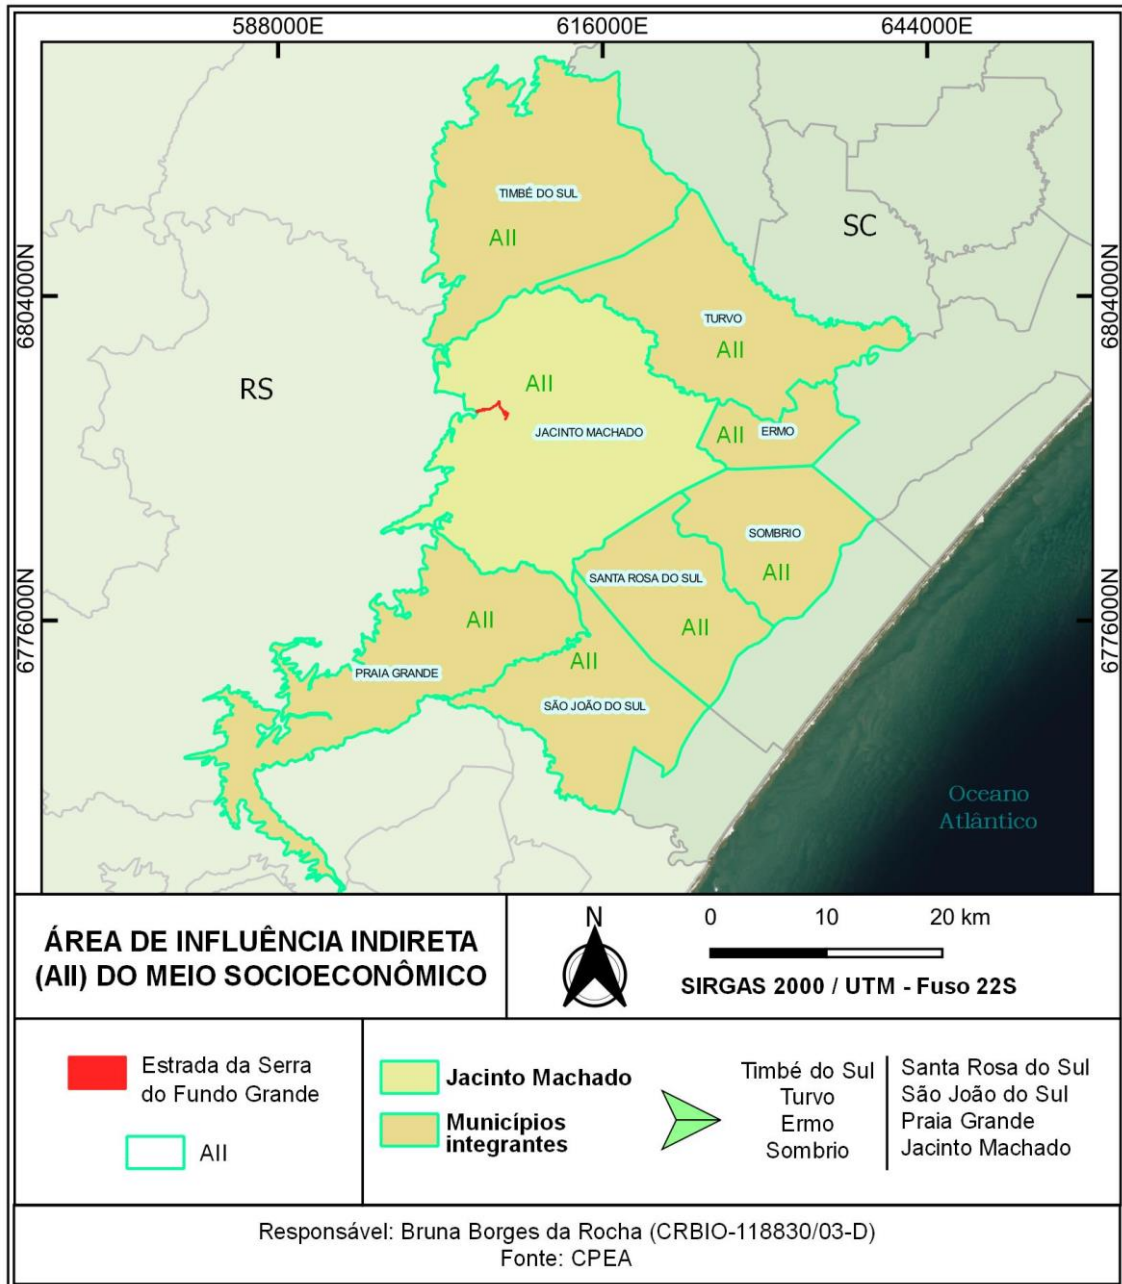 588000E
616000E
644000E
6804000N
6804000N
6776000N
6776000N
TIMBÉ DO SUL
AII
SC
TURVO
AII
RS
AII
JACINTO MACHADO
AII
ERMO
SOMBRIO
AII
SANTA ROSA DO SUL
AII
AII
PRAIA GRANDE
AII
SÃO JOÃO DO SUL
Oceano
Atlântico
ÁREA DE INFLUÊNCIA INDIRETA
(AII) DO MEIO SOCIOECONÔMICO
N
0 10 20 km
SIRGAS 2000 / UTM - Fuso 22S
Estrada da Serra
do Fundo Grande
AII
Jacinto Machado
Municípios
integrantes
Timbé do Sul
Turvo
Ermo
Sombrio
Santa Rosa do Sul
São João do Sul
Praia Grande
Jacinto Machado
Responsável: Bruna Borges da Rocha (CRBIO-118830/03-D)
Fonte: CPEA